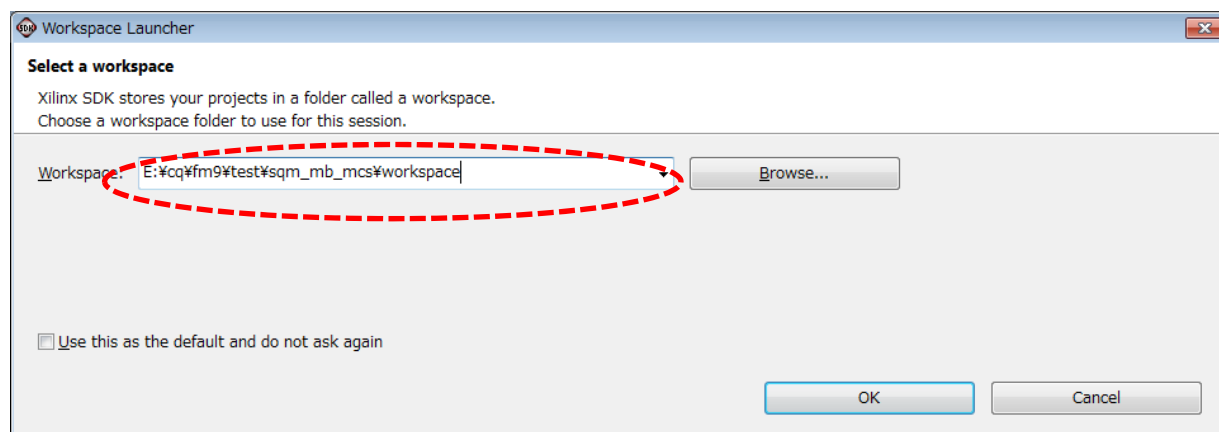 SDK Workspace Launcher
Select a workspace
Xilinx SDK stores your projects in a folder called a workspace.
Choose a workspace folder to use for this session.
Workspace: E:¥cq¥fm9¥test¥sqm_mb_mcs¥workspace Browse...
Use this as the default and do not ask again
OK Cancel